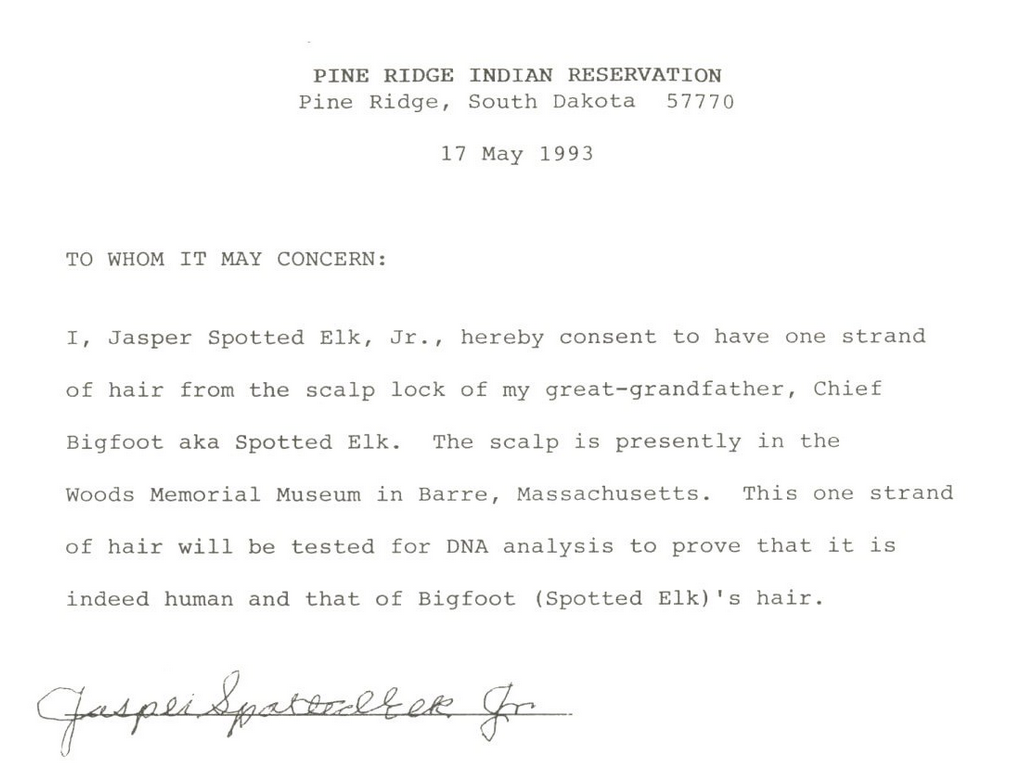 PINE RIDGE INDIAN RESERVATION
Pine Ridge, South Dakota 57770
17 May 1993
TO WHOM IT MAY CONCERN:
I, Jasper Spotted Elk, Jr., hereby consent to have one strand
of hair from the scalp lock of my great-grandfather, Chief
Bigfoot aka Spotted Elk. The scalp is presently in the
Woods Memorial Museum in Barre, Massachusetts. This one strand
of hair will be tested for DNA analysis to prove that it is
indeed human and that of Bigfoot (Spotted Elk)'s hair.
Jasper Spotted Elk Jr